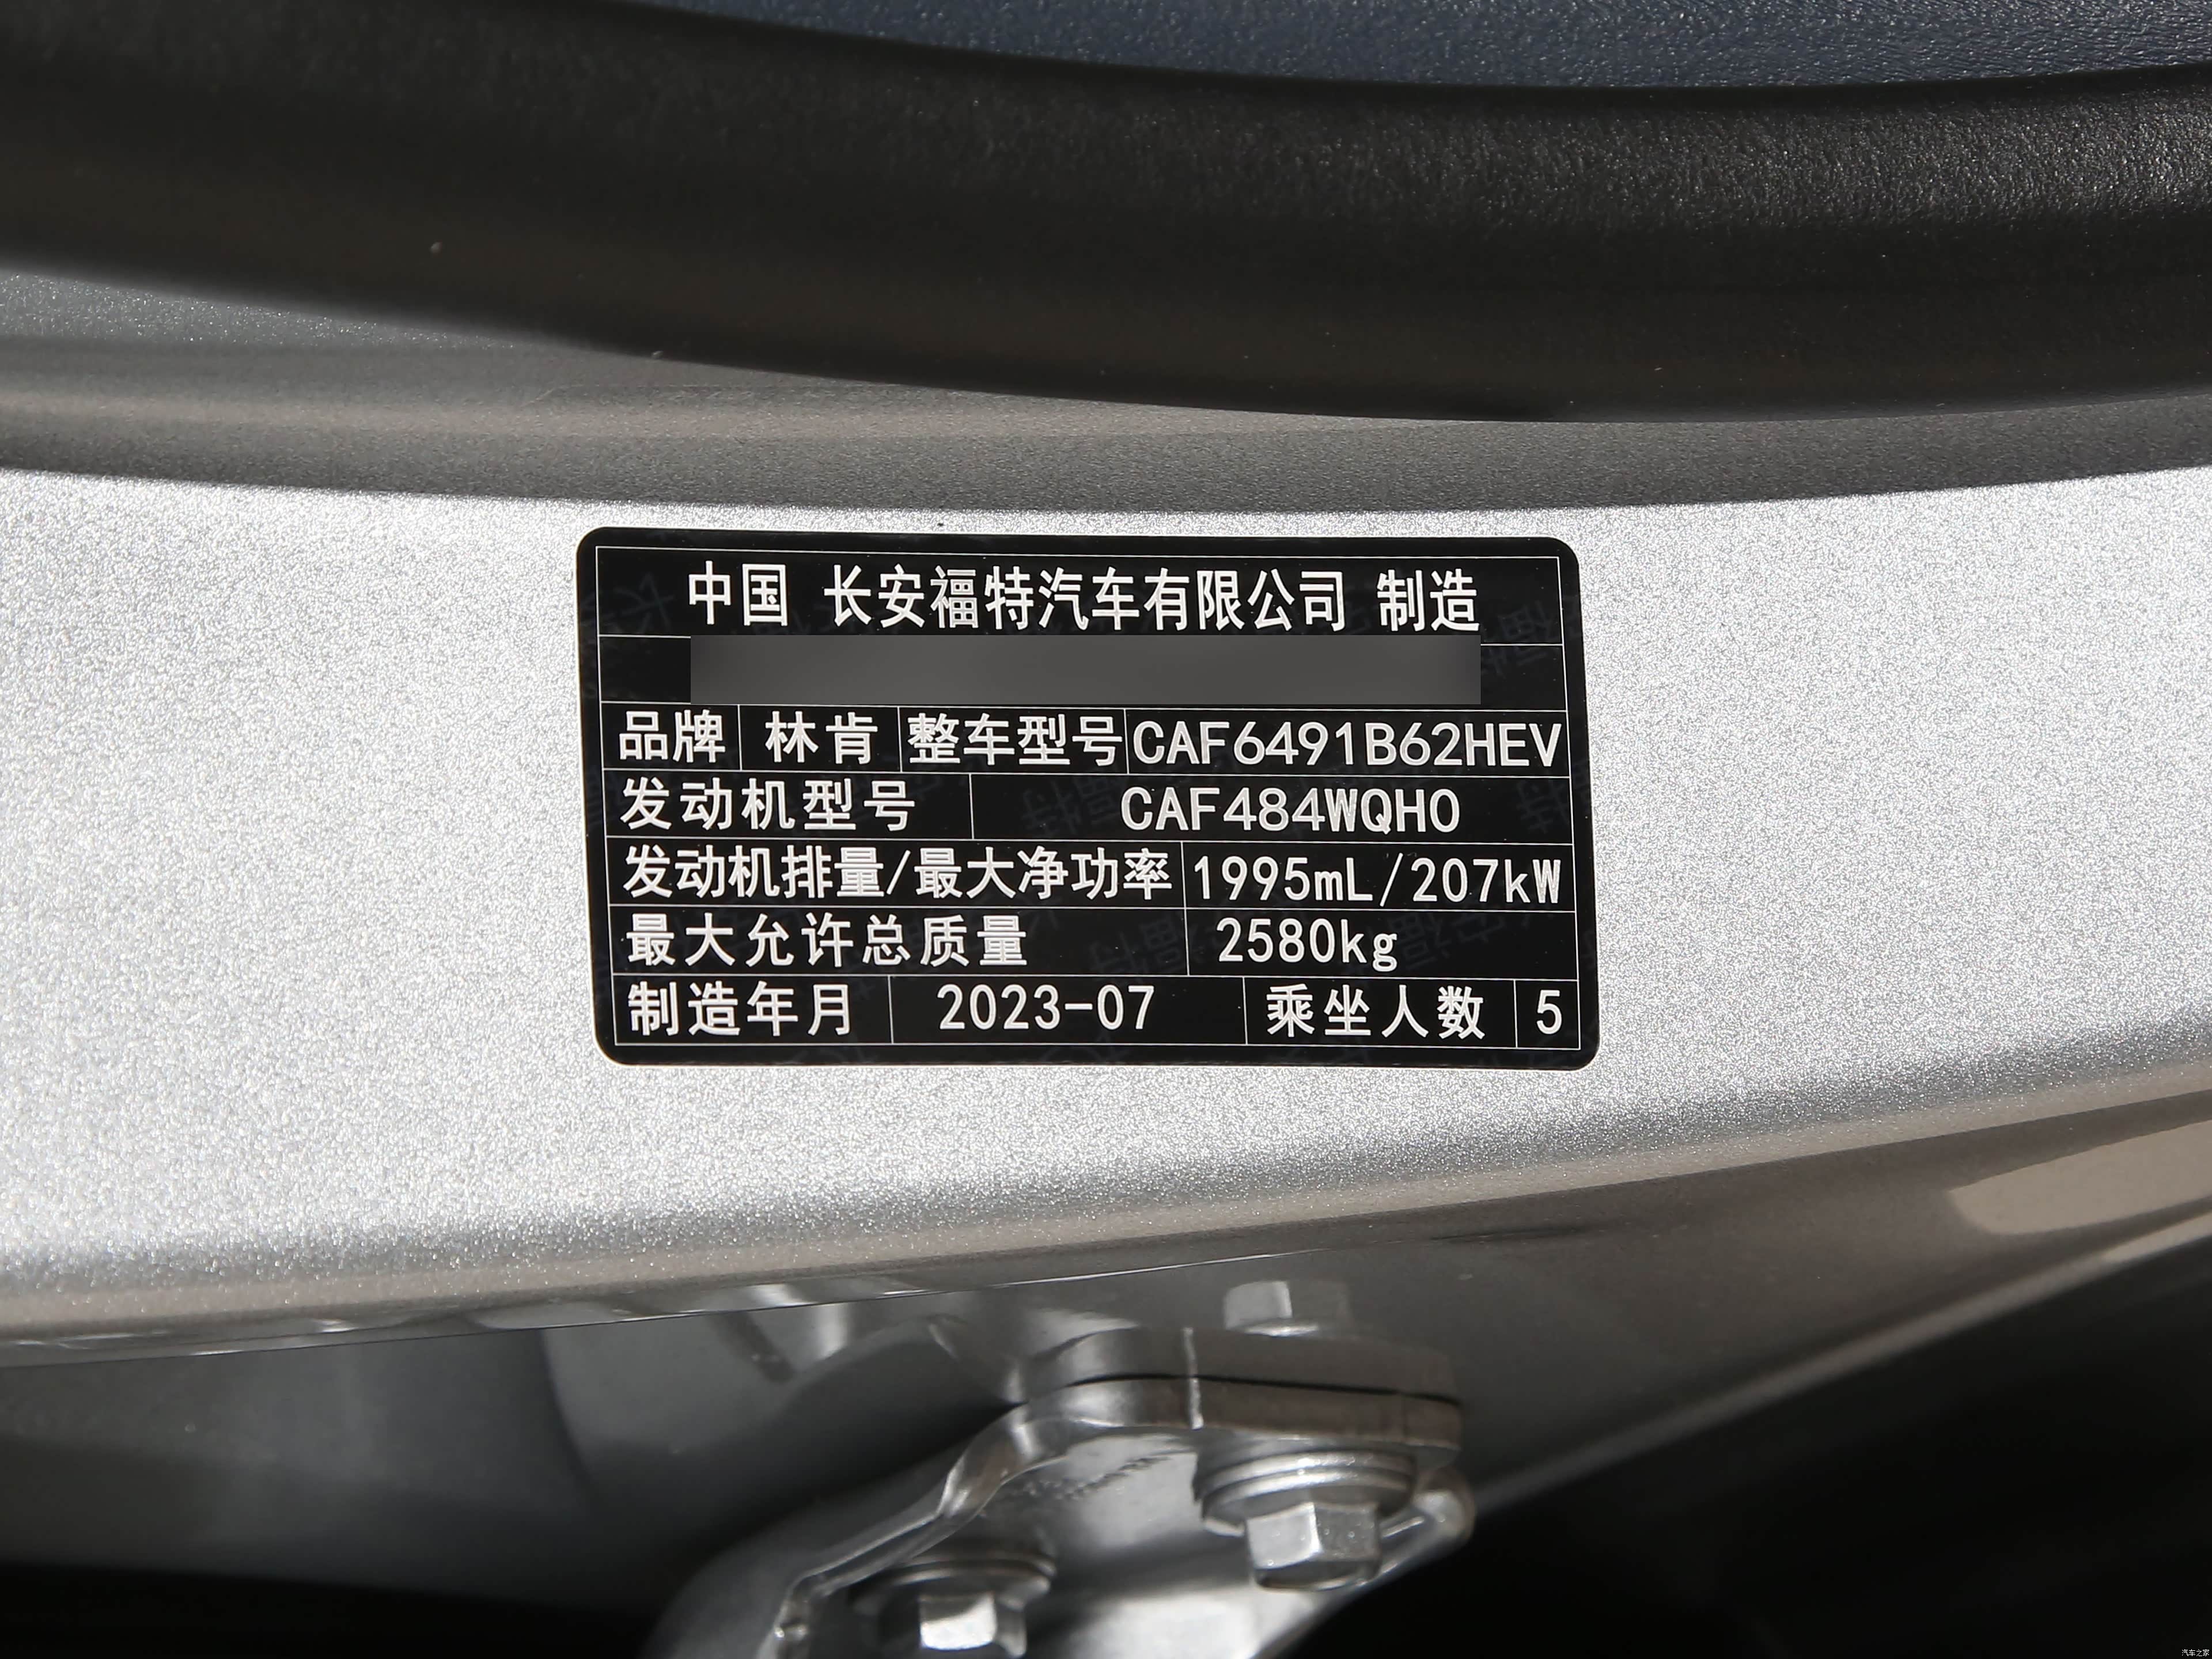 中国 长安福特汽车有限公司 制造
品牌 林肯 整车型号 CAF6491B62HEV
发动机型号 CAF484WQH0
发动机排量/最大净功率 1995mL/207kW
最大允许总质量 2580kg
制造年月 2023-07 乘坐人数 5
汽车之家